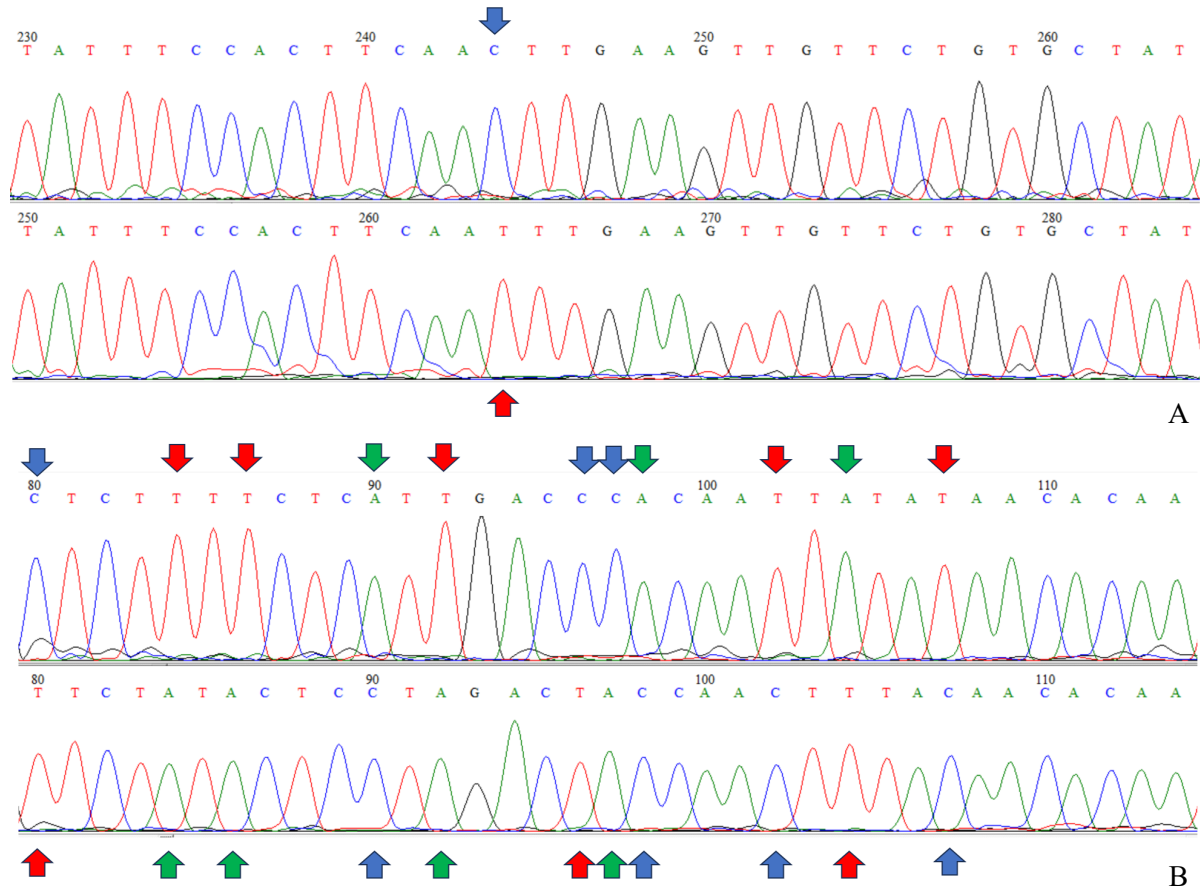 230 240 250 260
T A T T T C C A C T T C A A C T T G A A G T T G T T C T G T G C T A T
250 260 270 280
T A T T T C C A C T T C A A T T T G A A G T T G T T C T G T G C T A T
A
80 90 100 110
C T C T T T T C T C A T T G A C C C A C A A T T A T A T A A C A C A A
80 90 100 110
T T C T A T A C T C C T A G A C T A C C A A C T T T A C A A C A C A A
B